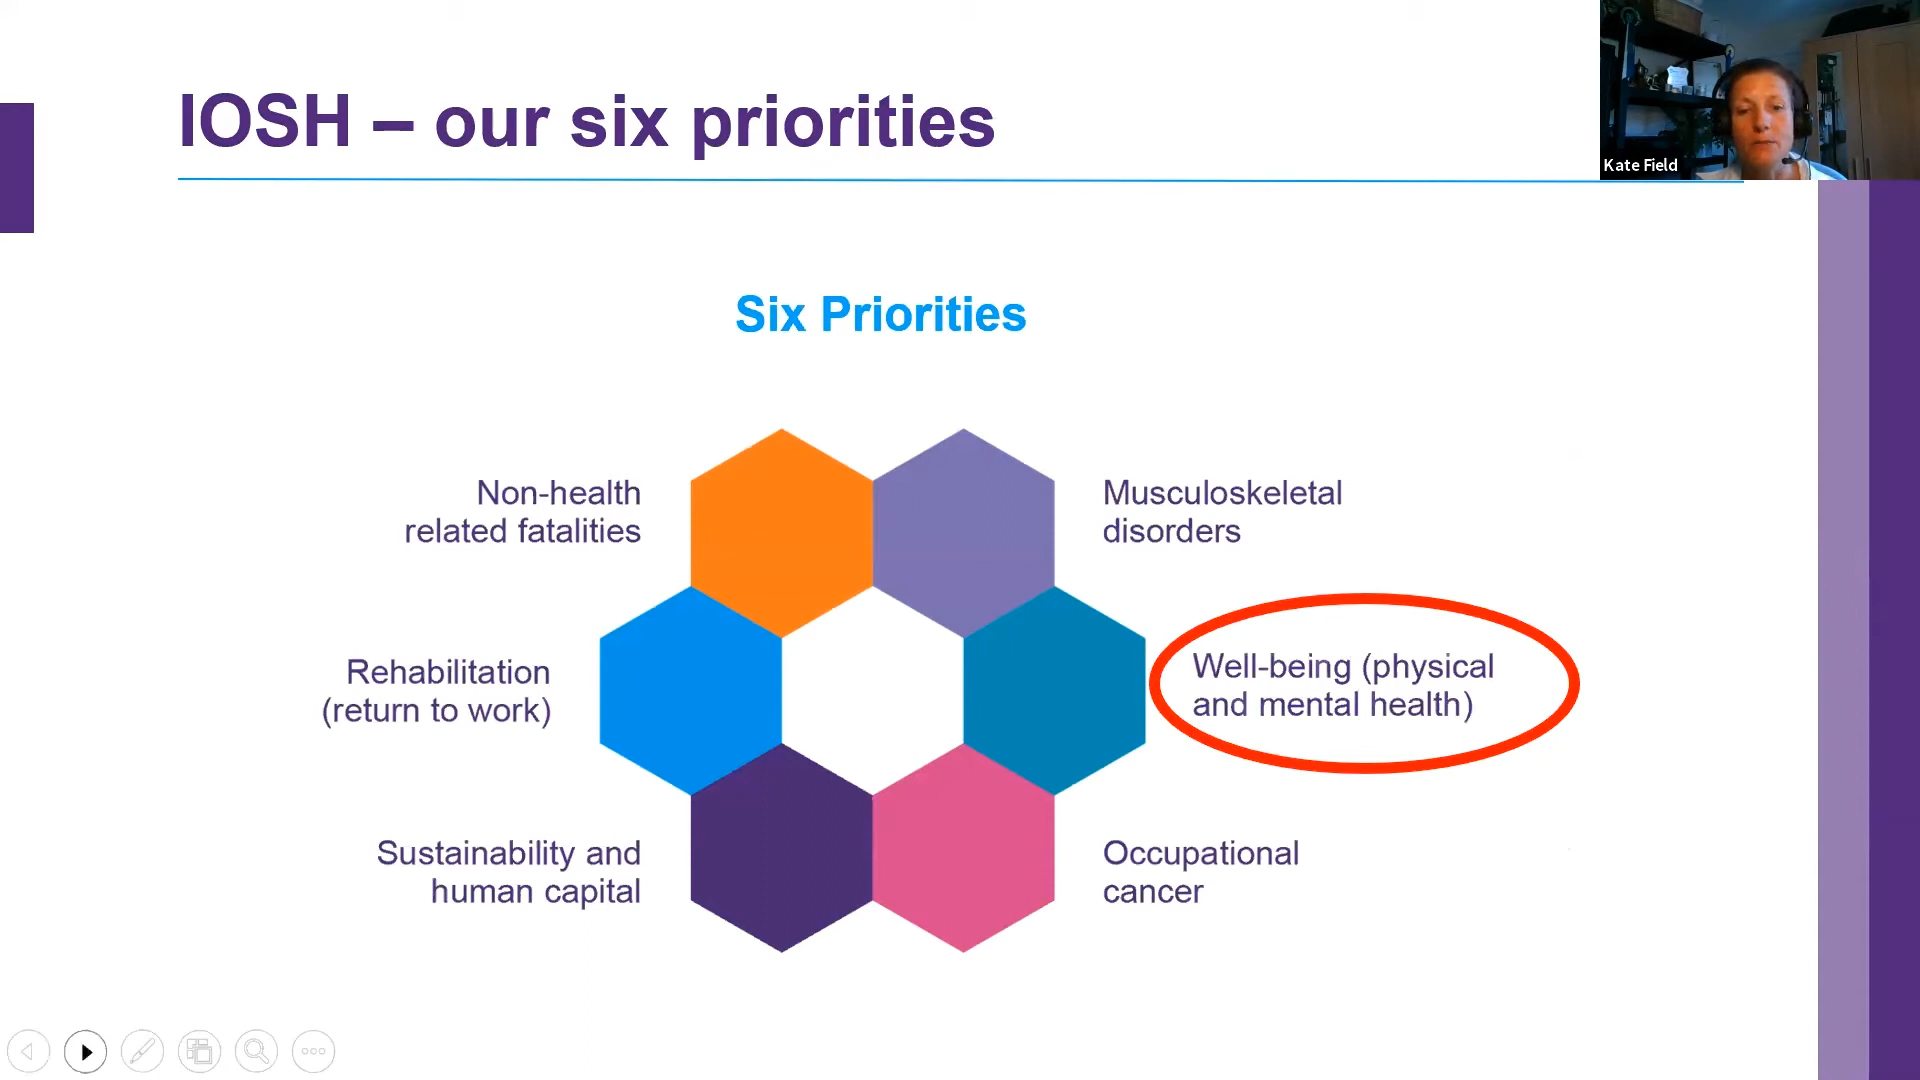 IOSH – our six priorities
Kate Field
Six Priorities
Non-health
related fatalities
Musculoskeletal
disorders
Rehabilitation
(return to work)
Well-being (physical
and mental health)
Sustainability and
human capital
Occupational
cancer